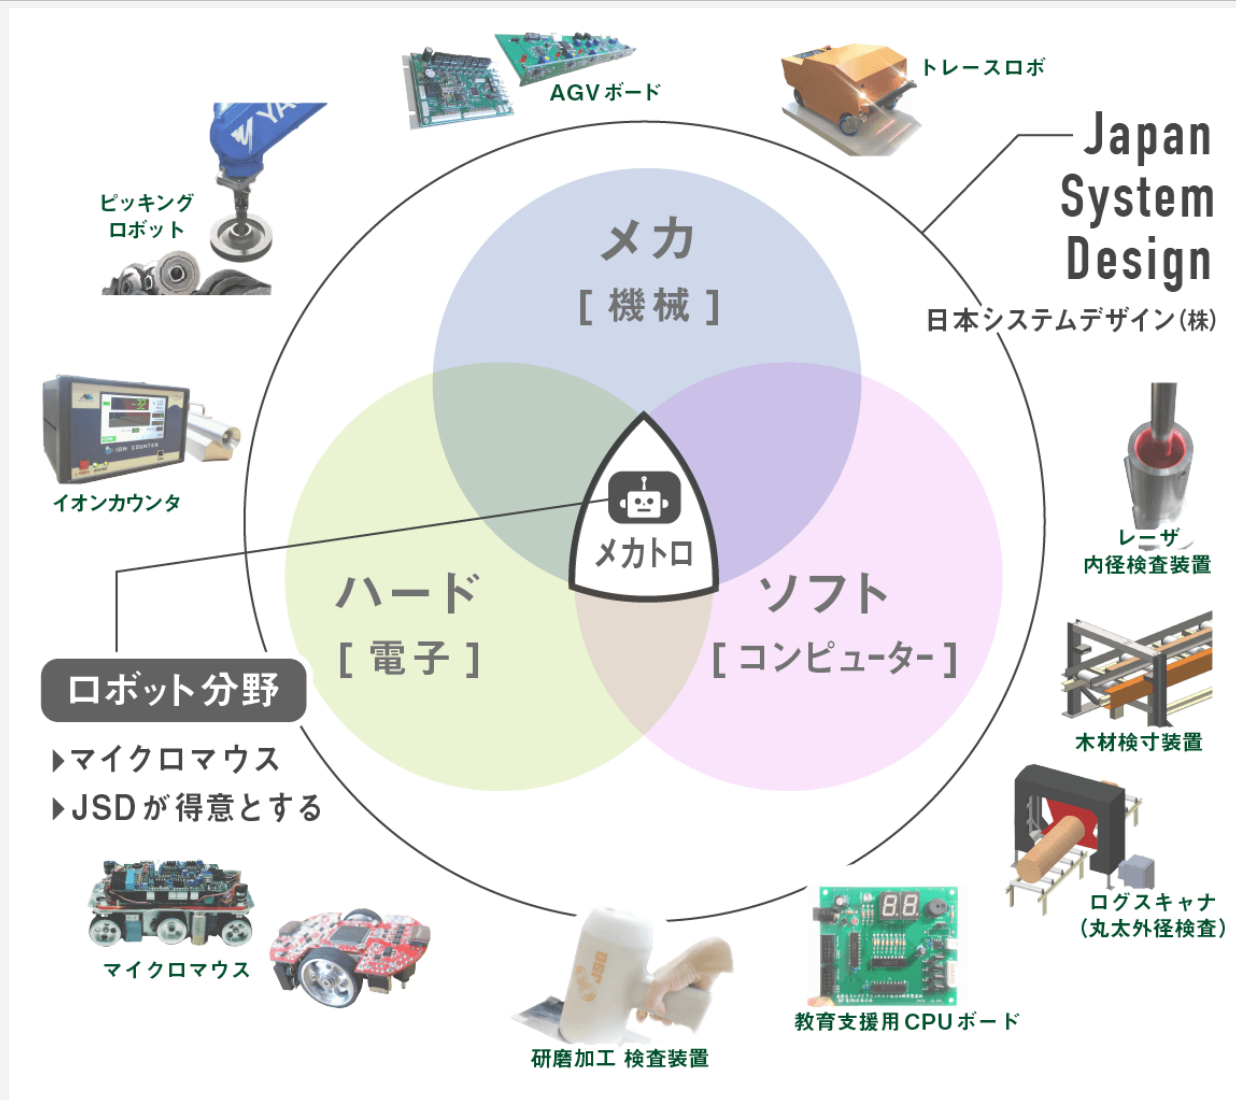 AGVボード
トレースロボ
Japan
System
Design
日本システムデザイン(株)
YA
ピッキング
ロボット
メカ
[ 機械 ]
ION COUNTER
イオンカウンタ
メカトロ
レーザ
内径検査装置
ハード
[ 電子 ]
ソフト
[ コンピューター ]
ロボット分野
▶マイクロマウス
▶JSDが得意とする
木材検寸装置
ログスキャナ
(丸太外径検査)
マイクロマウス
JSD
研磨加工 検査装置
88
教育支援用CPUボード